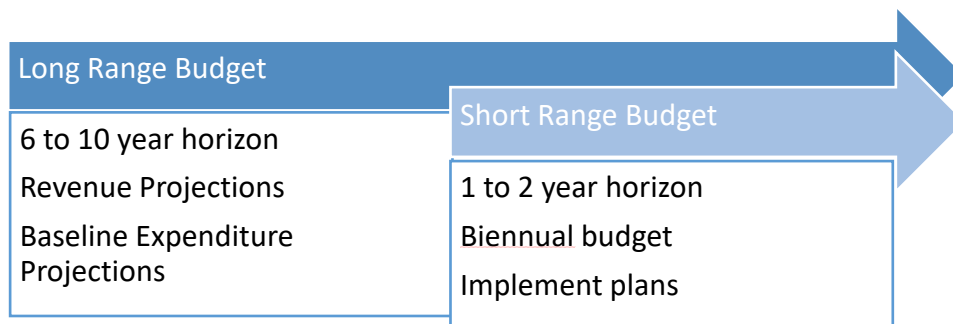 Long Range Budget
6 to 10 year horizon
Revenue Projections
Baseline Expenditure
Projections
Short Range Budget
1 to 2 year horizon
Biennual budget
Implement plans